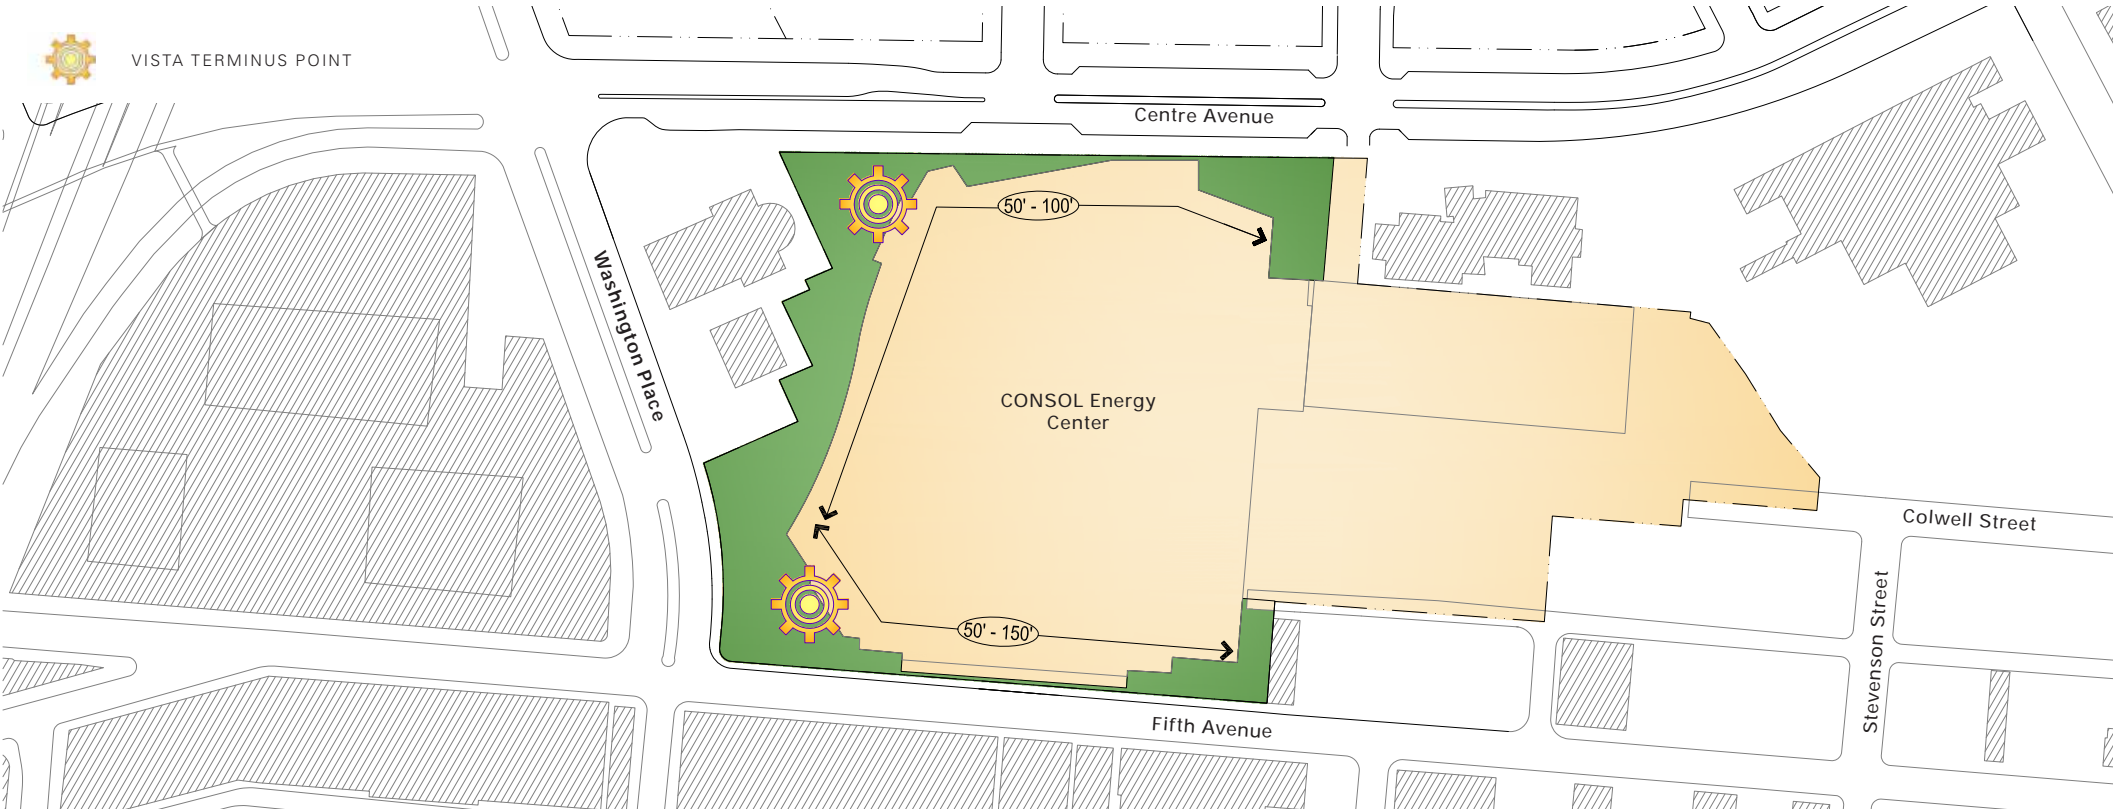 VISTA TERMINUS POINT
Centre Avenue
50' - 100'
Washington Place
CONSOL Energy
Center
Colwell Street
Stevenson Street
50' - 150'
Fifth Avenue